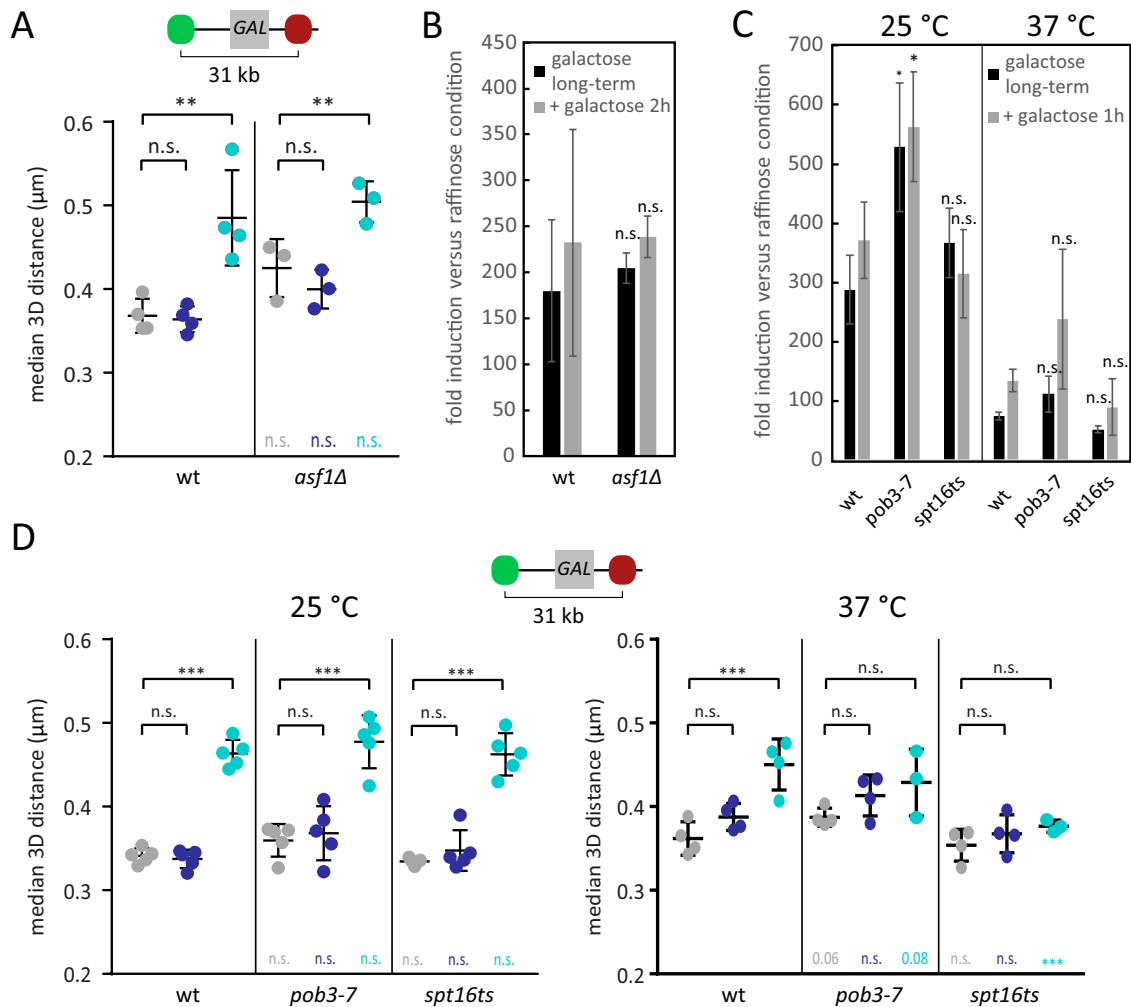 A
GAL
31 kb
median 3D distance (µm)
0.6
0.5
0.4
0.3
0.2
**
n.s.
**
n.s.
n.s.
n.s.
n.s.
wt
asf1Δ
B
fold induction versus raffinose condition
450
400
350
300
250
200
150
100
50
0
galactose
long-term
+ galactose 2h
n.s.
n.s.
wt
asf1Δ
C
25 °C
37 °C
fold induction versus raffinose condition
700
600
500
400
300
200
100
0
galactose
long-term
+ galactose 1h
*
*
n.s.
n.s.
n.s.
n.s.
n.s.
n.s.
wt
pob3-7
spt16ts
wt
pob3-7
spt16ts
D
GAL
31 kb
25 °C
median 3D distance (µm)
0.6
0.5
0.4
0.3
0.2
***
n.s.
***
n.s.
***
n.s.
n.s.
n.s.
n.s.
n.s.
n.s.
n.s.
wt
pob3-7
spt16ts
37 °C
median 3D distance (µm)
0.6
0.5
0.4
0.3
0.2
***
n.s.
n.s.
n.s.
n.s.
n.s.
0.06
n.s.
0.08
n.s.
n.s.
***
wt
pob3-7
spt16ts